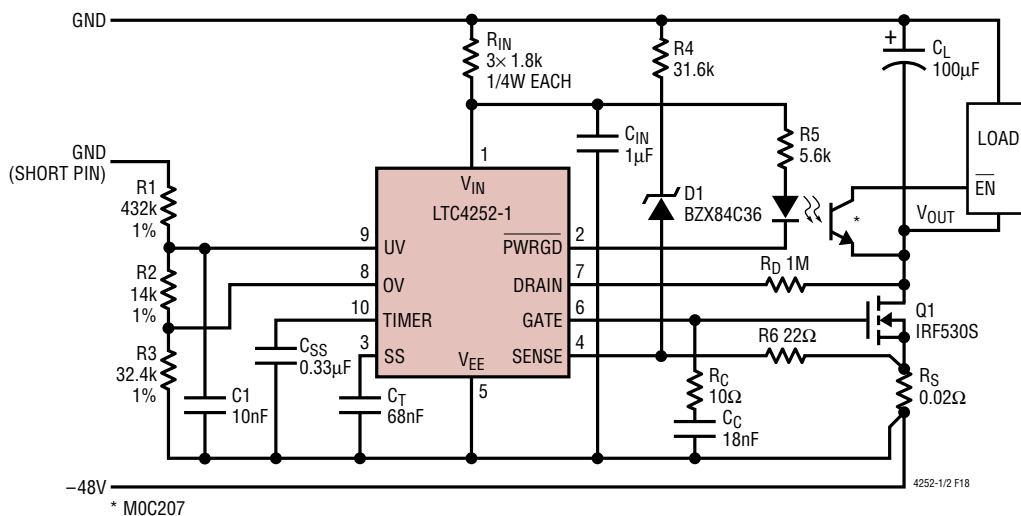 GND
RIN
3× 1.8k
1/4W EACH
R4
31.6k
+
CL
100µF
GND
(SHORT PIN)
CIN
1µF
R5
5.6k
LOAD
EN
R1
432k
1%
1
VIN
LTC4252-1
D1
BZX84C36
*
VOUT
9
UV
PWRGD
2
R2
14k
1%
8
OV
DRAIN
7
RD 1M
10
TIMER
GATE
6
Q1
IRF530S
R3
32.4k
1%
CSS
0.33µF
3
SS
VEE
SENSE
4
R6 22Ω
5
C1
10nF
CT
68nF
RC
10Ω
CC
18nF
RS
0.02Ω
–48V
4252-1/2 F18
* M0C207